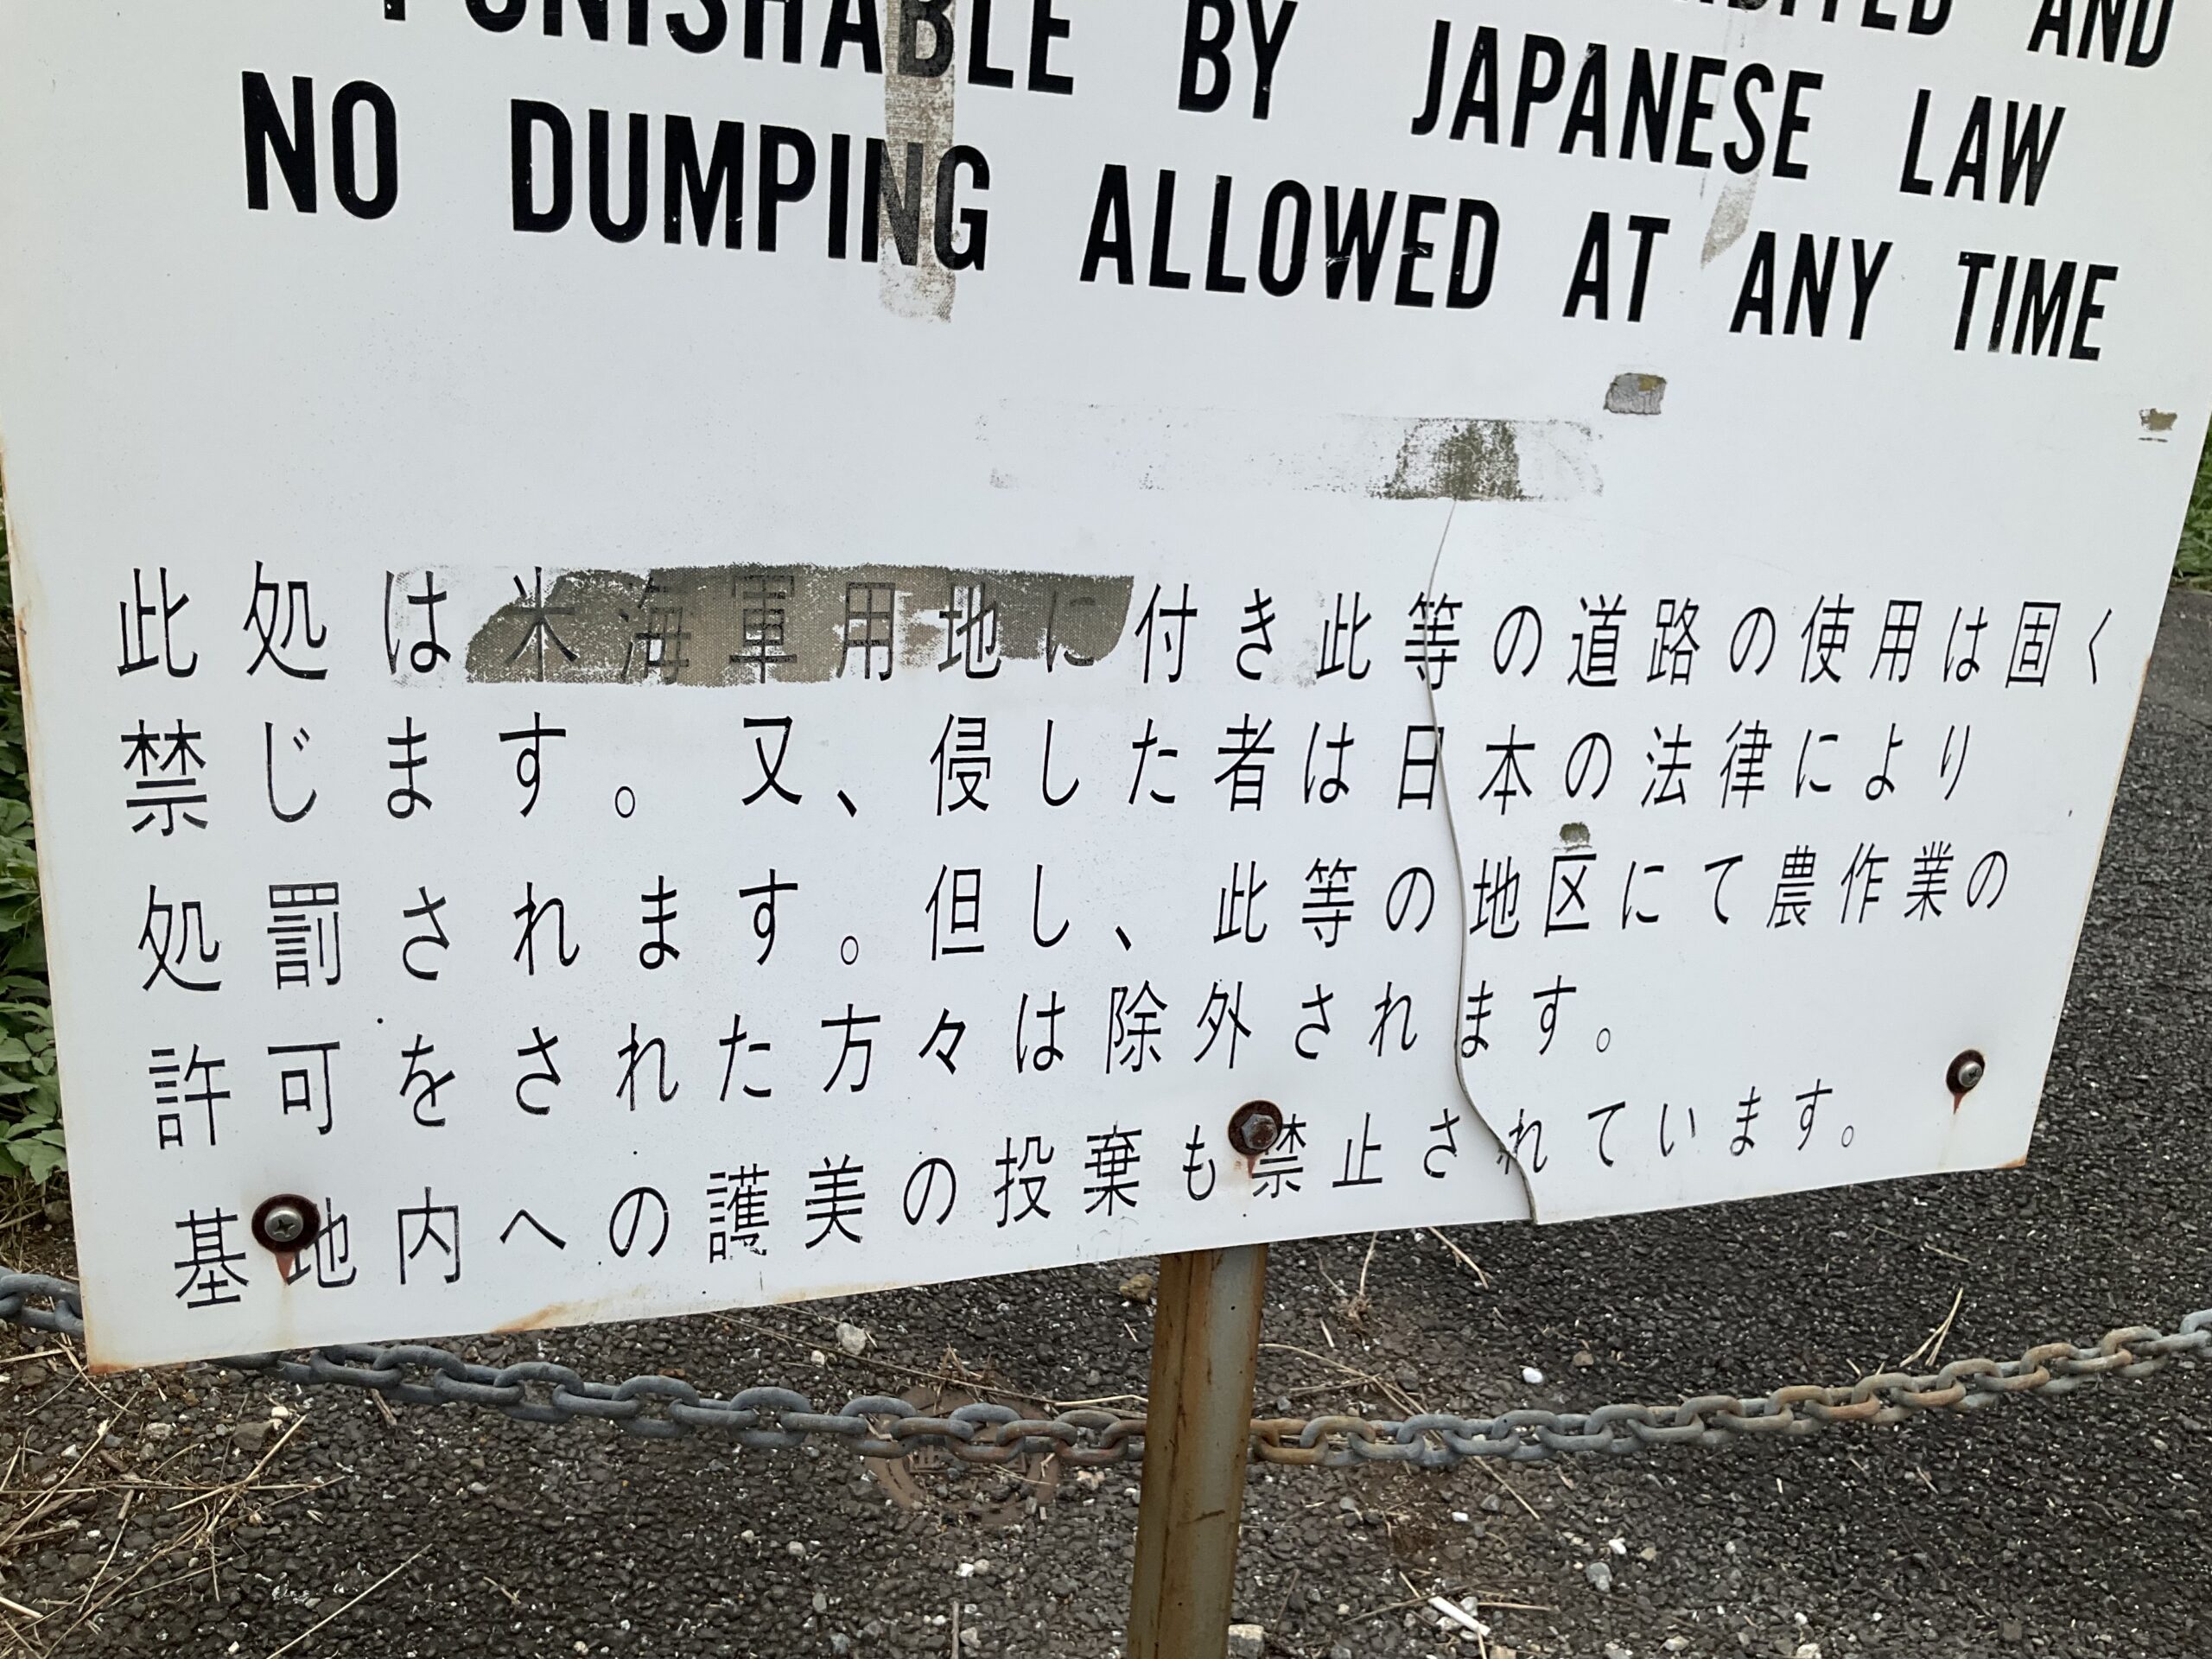 AND
PUNISHABLE BY JAPANESE LAW
NO DUMPING ALLOWED AT ANY TIME
此処は米海軍用地に付き此等の道路の使用は固く
禁じます。又、侵した者は日本の法律により
処罰されます。但し、此等の地区にて農作業の
許可をされた方々は除外されます。
基地内への護美の投棄も禁止されています。